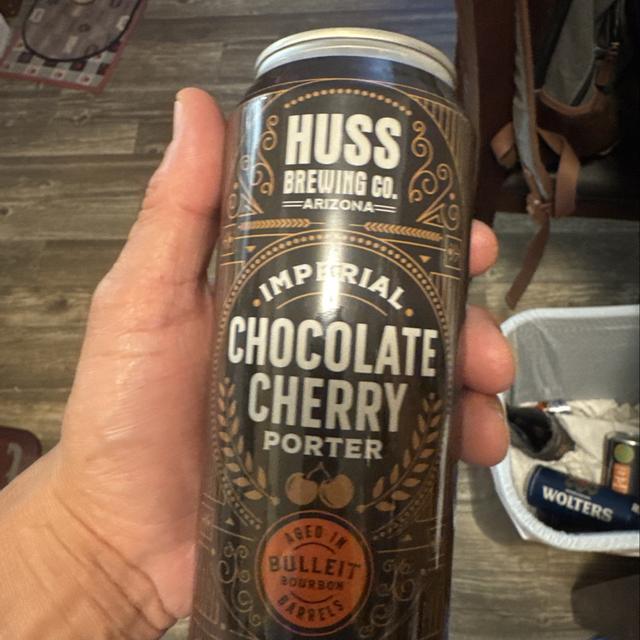 HUSS
BREWING CO.
ARIZONA
IMPERIAL
CHOCOLATE
CHERRY
PORTER
AGED IN
BULLEIT
BOURBON
BARRELS
WOLTERS